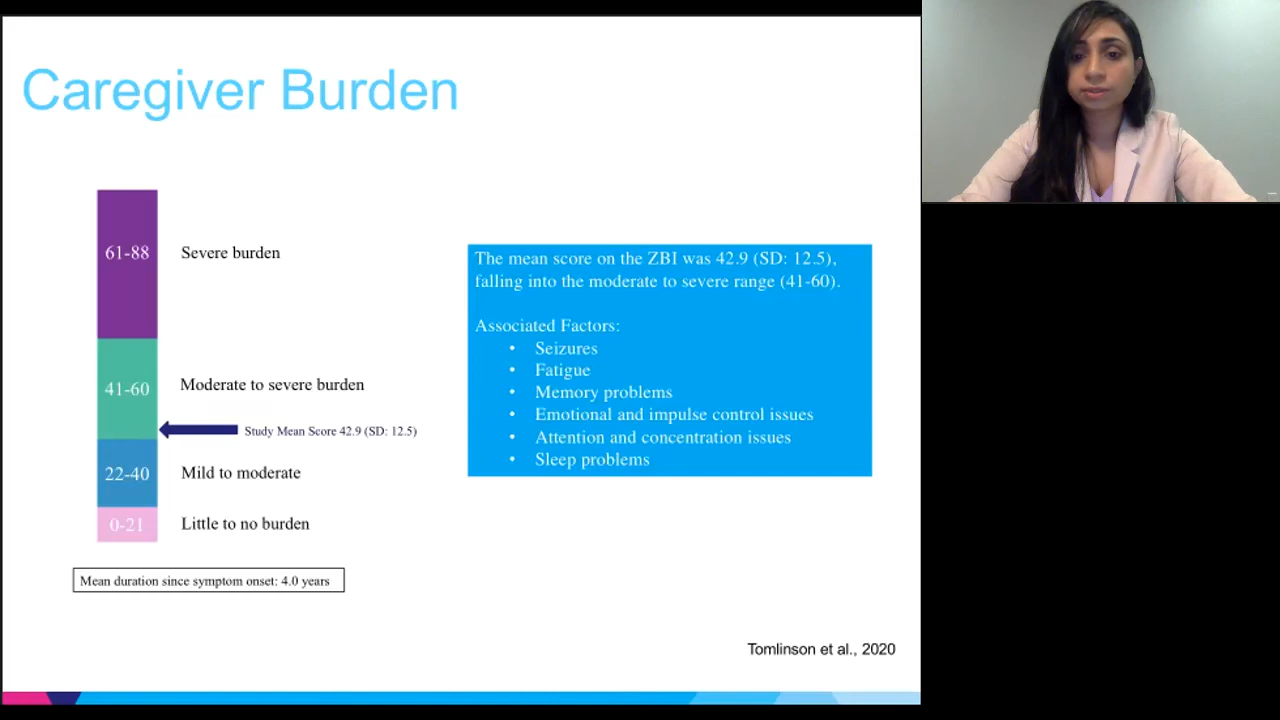 Caregiver Burden
61-88
Severe burden
41-60
Moderate to severe burden
Study Mean Score 42.9 (SD: 12.5)
22-40
Mild to moderate
0-21
Little to no burden
Mean duration since symptom onset: 4.0 years
The mean score on the ZBI was 42.9 (SD: 12.5),
falling into the moderate to severe range (41-60).
Associated Factors:
• Seizures
• Fatigue
• Memory problems
• Emotional and impulse control issues
• Attention and concentration issues
• Sleep problems
Tomlinson et al., 2020